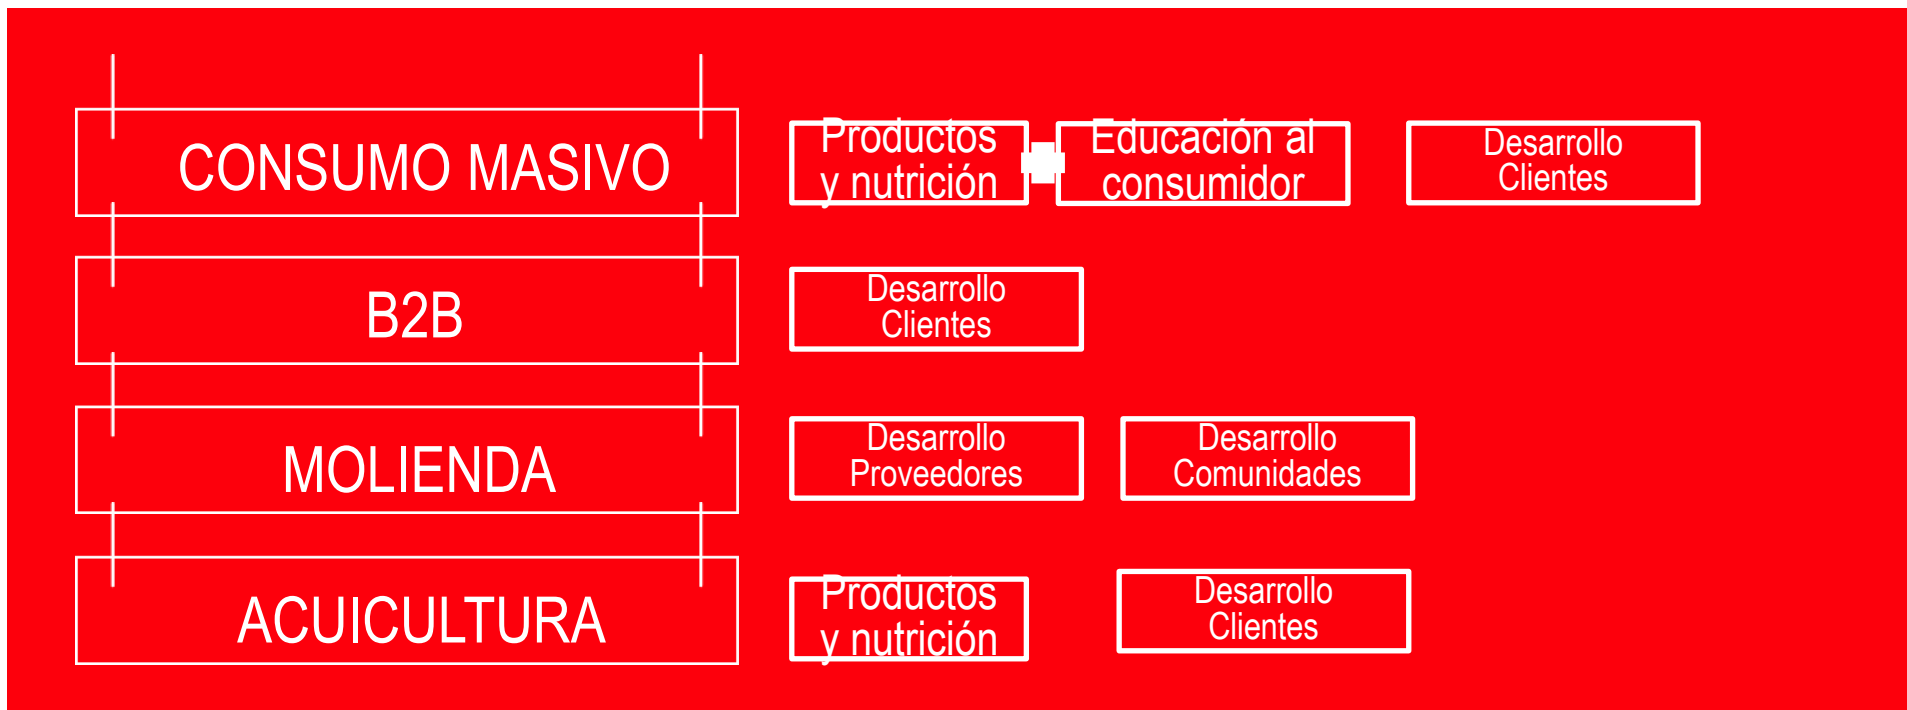 CONSUMO MASIVO
Productos
y nutrición
Educación al
consumidor
Desarrollo
Clientes
B2B
Desarrollo
Clientes
MOLIENDA
Desarrollo
Proveedores
Desarrollo
Comunidades
ACUICULTURA
Productos
y nutrición
Desarrollo
Clientes